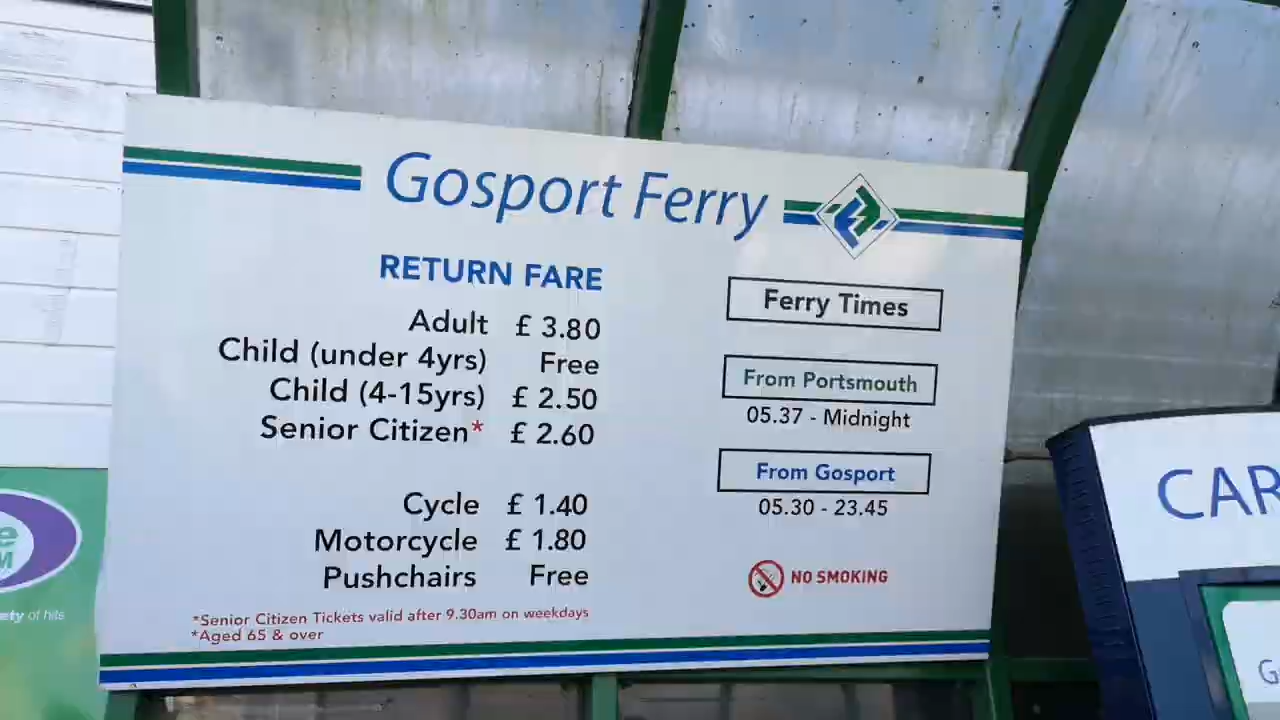 Gosport Ferry
RETURN FARE
Adult £ 3.80
Child (under 4yrs) Free
Child (4-15yrs) £ 2.50
Senior Citizen* £ 2.60
Cycle £ 1.40
Motorcycle £ 1.80
Pushchairs Free
*Senior Citizen Tickets valid after 9.30am on weekdays
*Aged 65 & over
Ferry Times
From Portsmouth
05.37 - Midnight
From Gosport
05.30 - 23.45
NO SMOKING
CAR
of hits